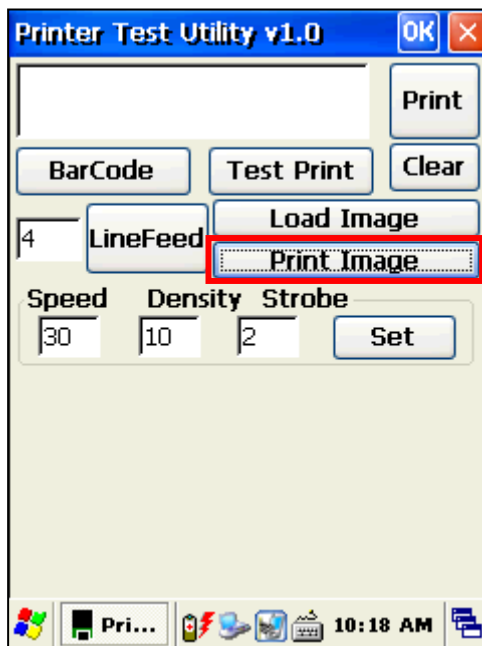 Printer Test Utility v1.0 OK
Print
BarCode Test Print Clear
4 LineFeed Load Image
Print Image
Speed Density Strobe
30 10 2 Set
Pri... 10:18 AM